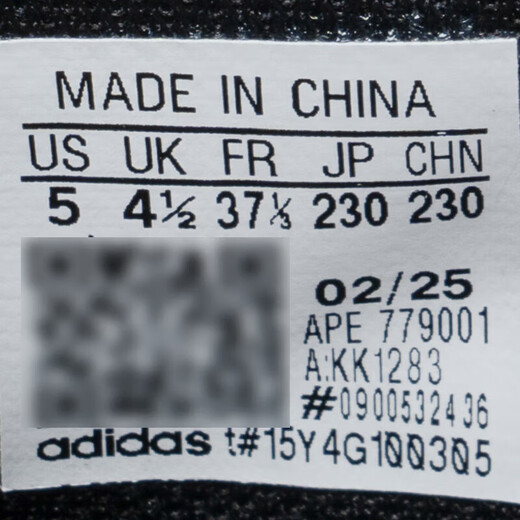 MADE IN CHINA
US UK FR JP CHN
5 4½ 37⅓ 230 230
02/25
APE 779001
A:KK1283
#0900532436
adidas t#15Y4G100305